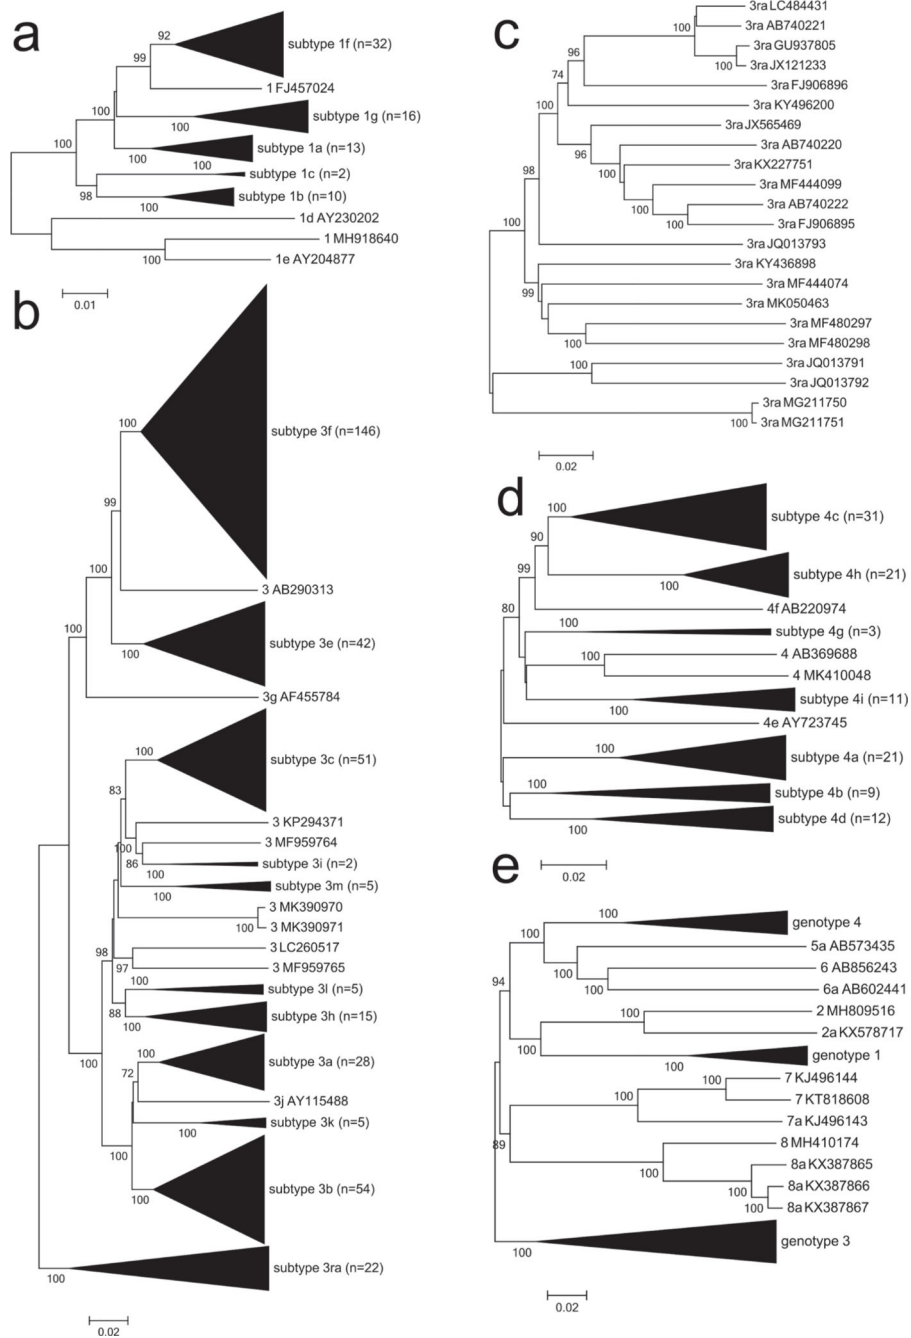 a
92
subtype 1f (n=32)
99
1 FJ457024
100
subtype 1g (n=16)
100
100
subtype 1a (n=13)
100
100
subtype 1c (n=2)
98
subtype 1b (n=10)
100
1d AY230202
1 MH918640
100
1e AY204877
0.01
b
100
subtype 3f (n=146)
99
3 AB290313
100
subtype 3e (n=42)
100
100
3g AF455784
100
subtype 3c (n=51)
83
3 KP294371
3 MF959764
100
86
subtype 3i (n=2)
100
subtype 3m (n=5)
100
3 MK390970
3 MK390971
100
3 LC260517
98
3 MF959765
97
100
subtype 3l (n=5)
88
subtype 3h (n=15)
100
100
subtype 3a (n=28)
100
72
3j AY115488
subtype 3k (n=5)
100
100
subtype 3b (n=54)
100
subtype 3ra (n=22)
100
0.02
c
3ra LC484431
100
3ra AB740221
3ra GU937805
96
100
3ra JX121233
74
3ra FJ906896
100
3ra KY496200
3ra JX565469
3ra AB740220
96
3ra KX227751
98
100
3ra MF444099
3ra AB740222
100
100
3ra FJ906895
100
3ra JQ013793
3ra KY436898
99
3ra MF444074
3ra MK050463
3ra MF480297
100
3ra MF480298
100
3ra JQ013791
3ra JQ013792
3ra MG211750
100
3ra MG211751
0.02
d
100
subtype 4c (n=31)
90
99
subtype 4h (n=21)
100
80
4f AB220974
100
subtype 4g (n=3)
100
4 AB369688
4 MK410048
subtype 4i (n=11)
100
4e AY723745
100
subtype 4a (n=21)
100
subtype 4b (n=9)
100
subtype 4d (n=12)
0.02
e
100
genotype 4
100
5a AB573435
100
6 AB856243
94
100
6a AB602441
100
2 MH809516
2a KX578717
100
genotype 1
100
100
7 KJ496144
100
7 KT818608
7a KJ496143
89
8 MH410174
100
8a KX387865
100
8a KX387866
100
8a KX387867
genotype 3
100
0.02